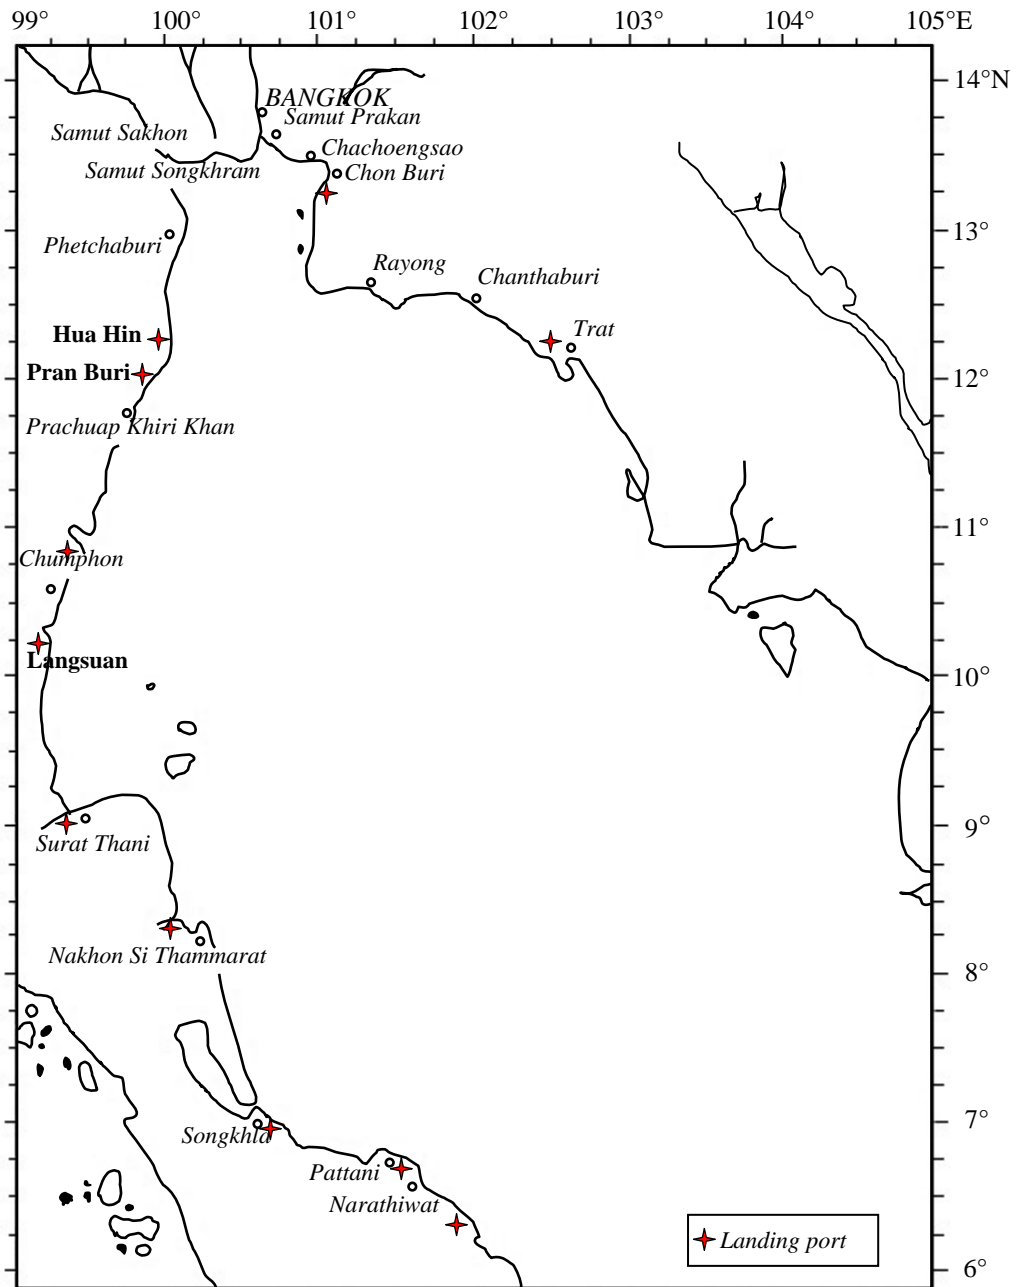 99° 100° 101° 102° 103° 104° 105°E
14°N
BANGKOK
Samut Prakan
Samut Sakhon
Chachoengsao
Samut Songkhram
Chon Buri
13°
Phetchaburi
Rayong
Chanthaburi
Hua Hin
Trat
Pran Buri
12°
Prachuap Khiri Khan
11°
Chumphon
Langsuan
10°
9°
Surat Thani
Nakhon Si Thammarat
8°
7°
Songkhla
Pattani
Narathiwat
Landing port
6°